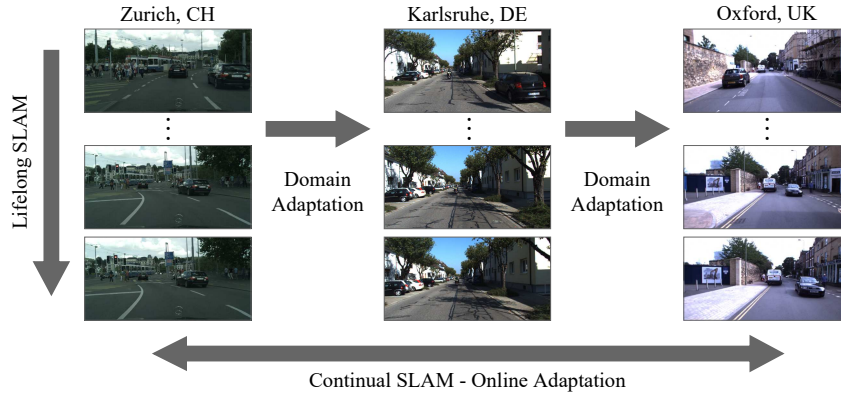 Zurich, CH
Karlsruhe, DE
Oxford, UK
Lifelong SLAM
Domain
Adaptation
Domain
Adaptation
Continual SLAM - Online Adaptation